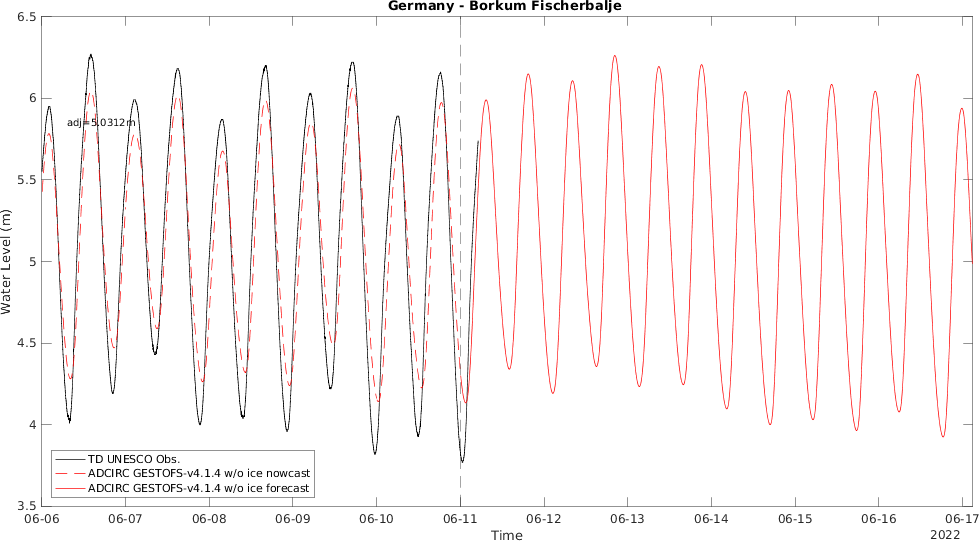 Germany - Borkum Fischerbalje
6.5
6
5.5
5
4.5
4
3.5
Water Level (m)
adj=5.0312m
TD UNESCO Obs.
ADCIRC GESTOFS-v4.1.4 w/o ice nowcast
ADCIRC GESTOFS-v4.1.4 w/o ice forecast
06-06 06-07 06-08 06-09 06-10 06-11 06-12 06-13 06-14 06-15 06-16 06-17
Time
2022